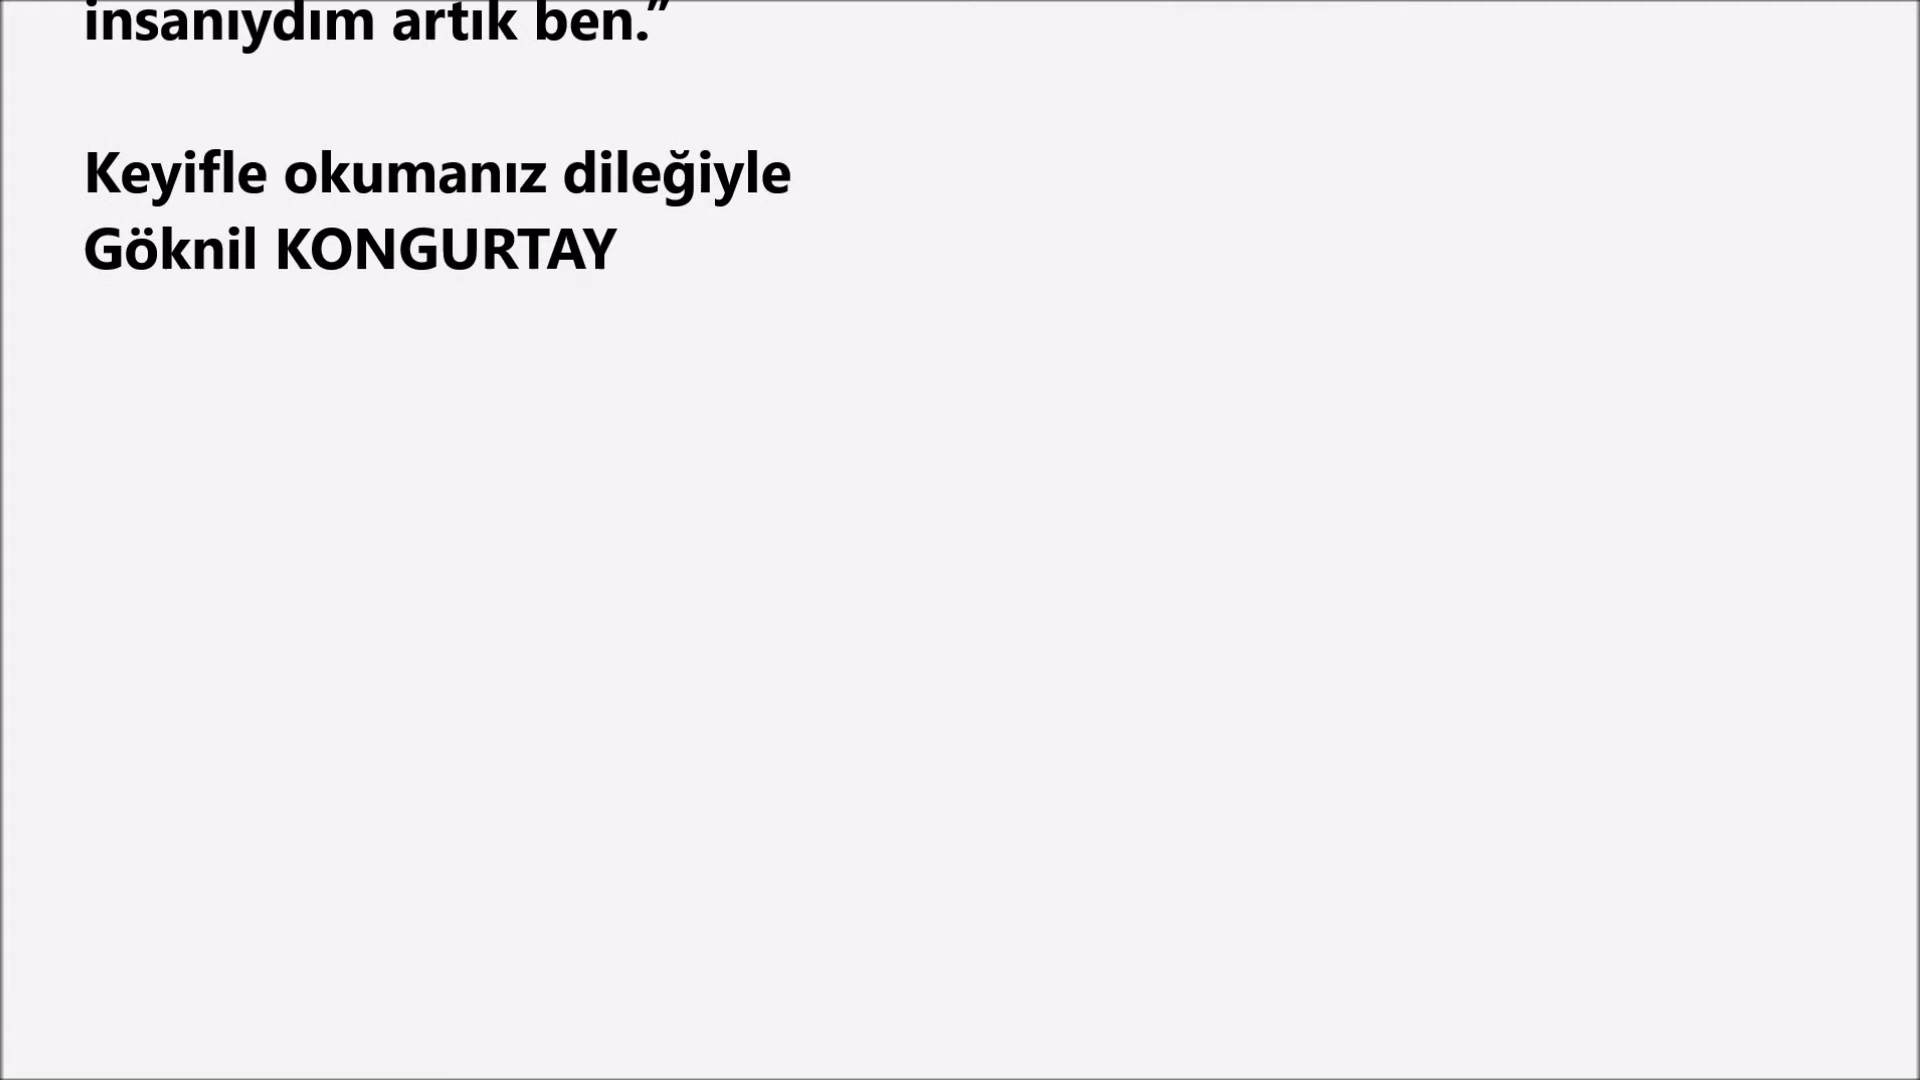 insanıydım artık ben.”
Keyifle okumanız dileğiyle
Göknil KONGURTAY